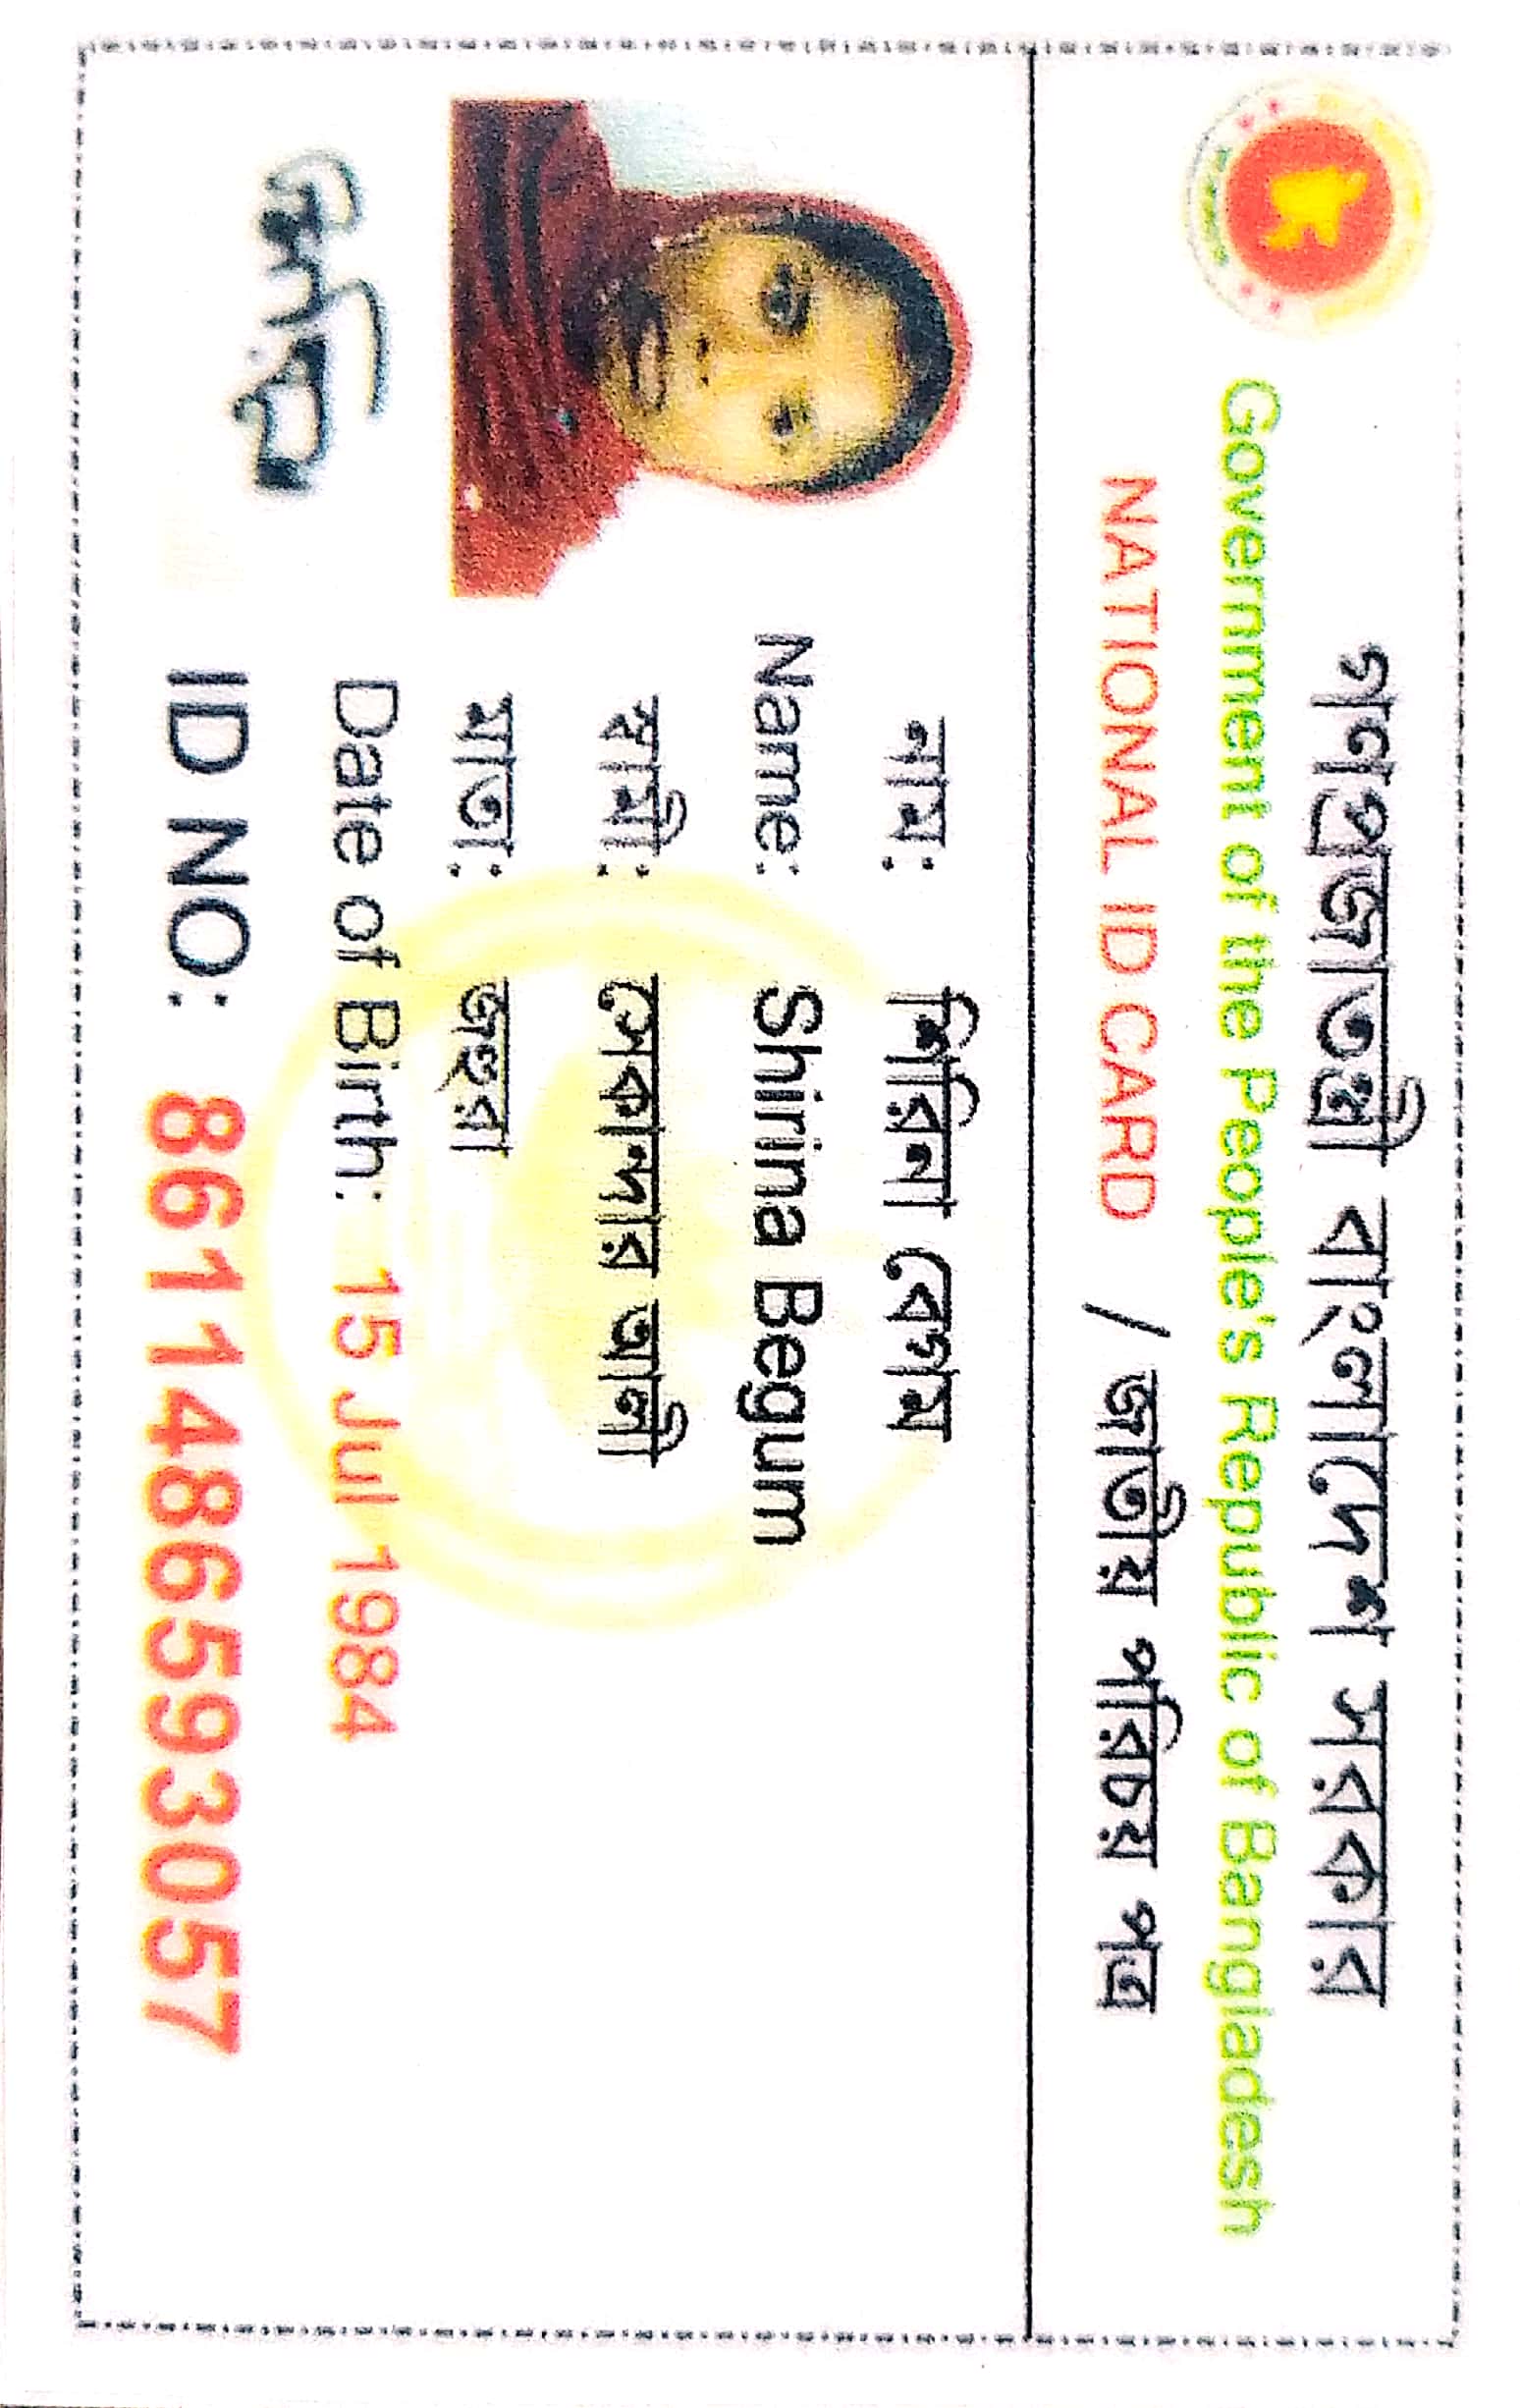 গণপ্রজাতন্ত্রী বাংলাদেশ সরকার
Government of the People's Republic of Bangladesh
NATIONAL ID CARD / জাতীয় পরিচয় পত্র
নাম: শিরিনা বেগম
Name: Shirina Begum
স্বামী: সেকান্দার আলী
মাতা: জহুরা
Date of Birth: 15 Jul 1984
ID NO: 8611486593057